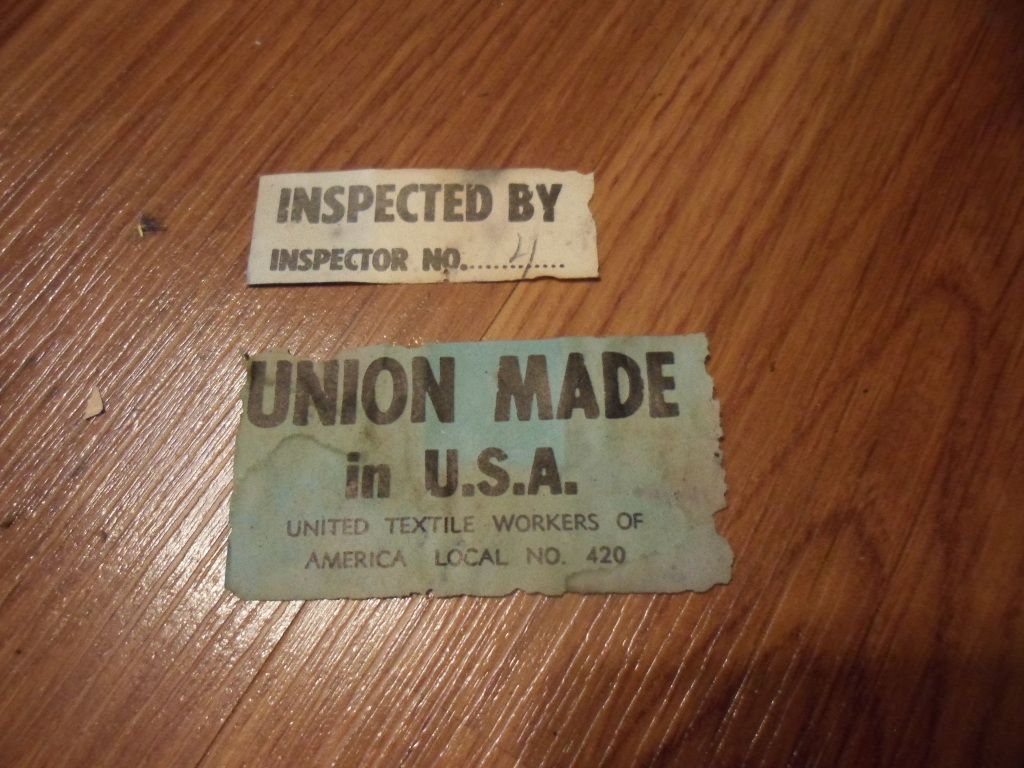 INSPECTED BY
INSPECTOR NO.....4........
UNION MADE
in U.S.A.
UNITED TEXTILE WORKERS OF
AMERICA LOCAL NO. 420